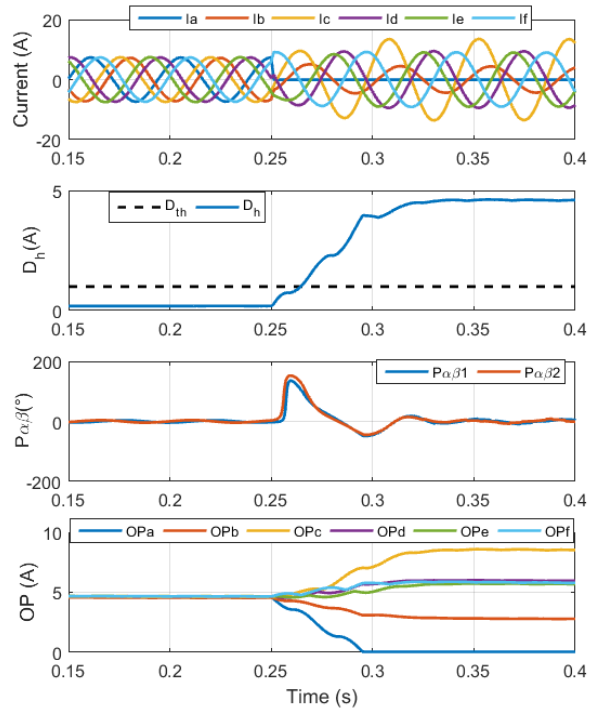 Ia Ib Ic Id Ie If
20
0
-20
Current (A)
0.15 0.2 0.25 0.3 0.35 0.4
D_th D_h
5
0
D_h(A)
0.15 0.2 0.25 0.3 0.35 0.4
Pαβ1 Pαβ2
200
0
-200
Pαβ(°)
0.15 0.2 0.25 0.3 0.35 0.4
OPa OPb OPc OPd OPe OPf
10
5
0
OP (A)
0.15 0.2 0.25 0.3 0.35 0.4
Time (s)